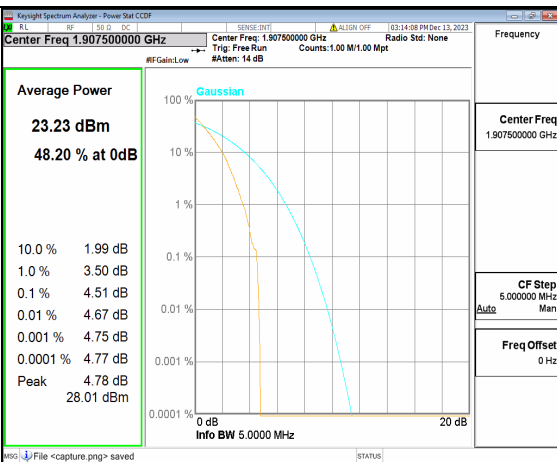 Keysight Spectrum Analyzer - Power Stat CCDF
RL RF 50 Ω DC SENSE:INT ALIGN OFF 03:14:08 PM Dec 13, 2023
Center Freq 1.907500000 GHz
Center Freq: 1.907500000 GHz Radio Std: None
Trig: Free Run Counts:1.00 M/1.00 Mpt
#IFGain:Low #Atten: 14 dB
Frequency
Average Power
23.23 dBm
48.20 % at 0dB
10.0 % 1.99 dB
1.0 % 3.50 dB
0.1 % 4.51 dB
0.01 % 4.67 dB
0.001 % 4.75 dB
0.0001 % 4.77 dB
Peak 4.78 dB
28.01 dBm
Gaussian
100 %
10 %
1 %
0.1 %
0.01 %
0.001 %
0.0001 %
0 dB 20 dB
Info BW 5.0000 MHz
Center Freq
1.907500000 GHz
CF Step
5.000000 MHz
Auto Man
Freq Offset
0 Hz
MSG File <capture.png> saved STATUS